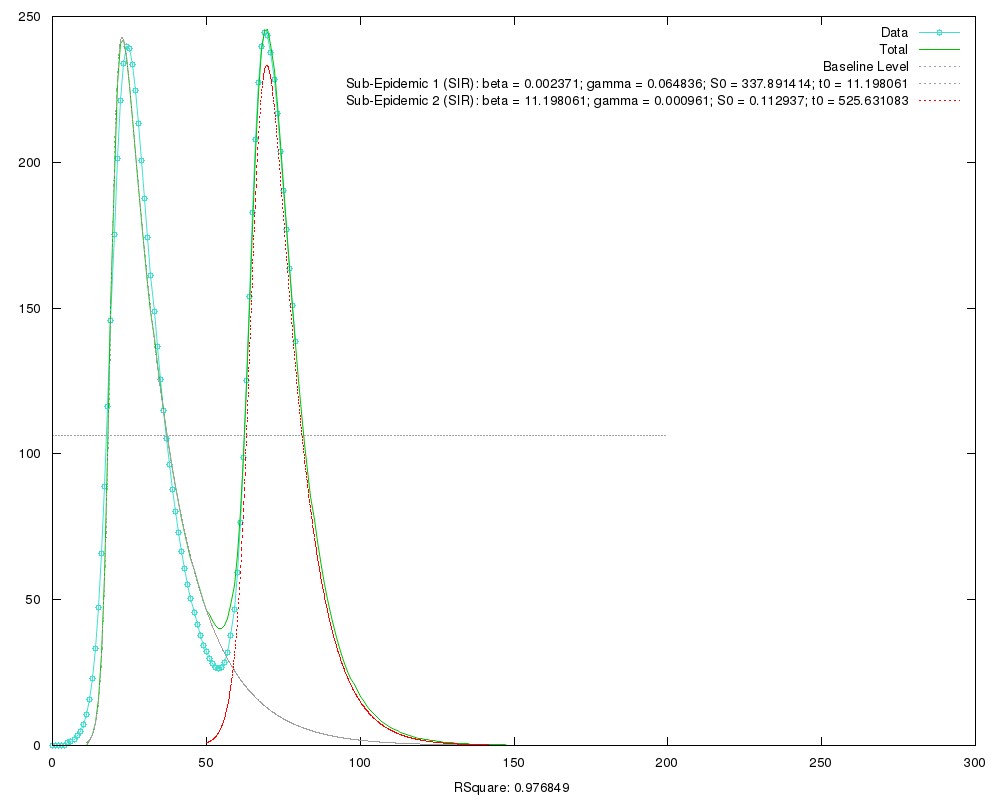 250
200
150
100
50
0
Data
Total
Baseline Level
Sub-Epidemic 1 (SIR): beta = 0.002371; gamma = 0.064836; S0 = 337.891414; t0 = 11.198061
Sub-Epidemic 2 (SIR): beta = 11.198061; gamma = 0.000961; S0 = 0.112937; t0 = 525.631083
0 50 100 150 200 250 300
RSquare: 0.976849